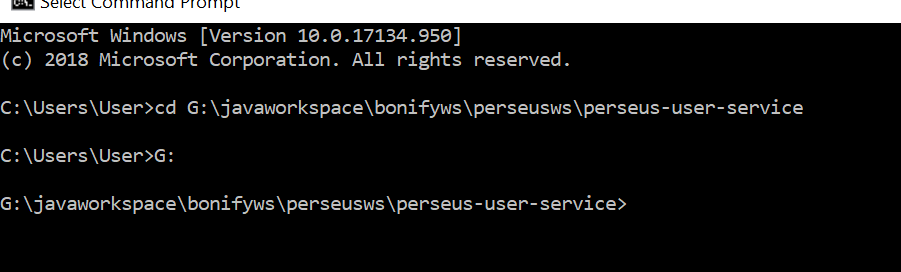 Select Command Prompt
Microsoft Windows [Version 10.0.17134.950]
(c) 2018 Microsoft Corporation. All rights reserved.
C:\Users\User>cd G:\javaworkspace\bonifyws\perseusws\perseus-user-service
C:\Users\User>G:
G:\javaworkspace\bonifyws\perseusws\perseus-user-service>